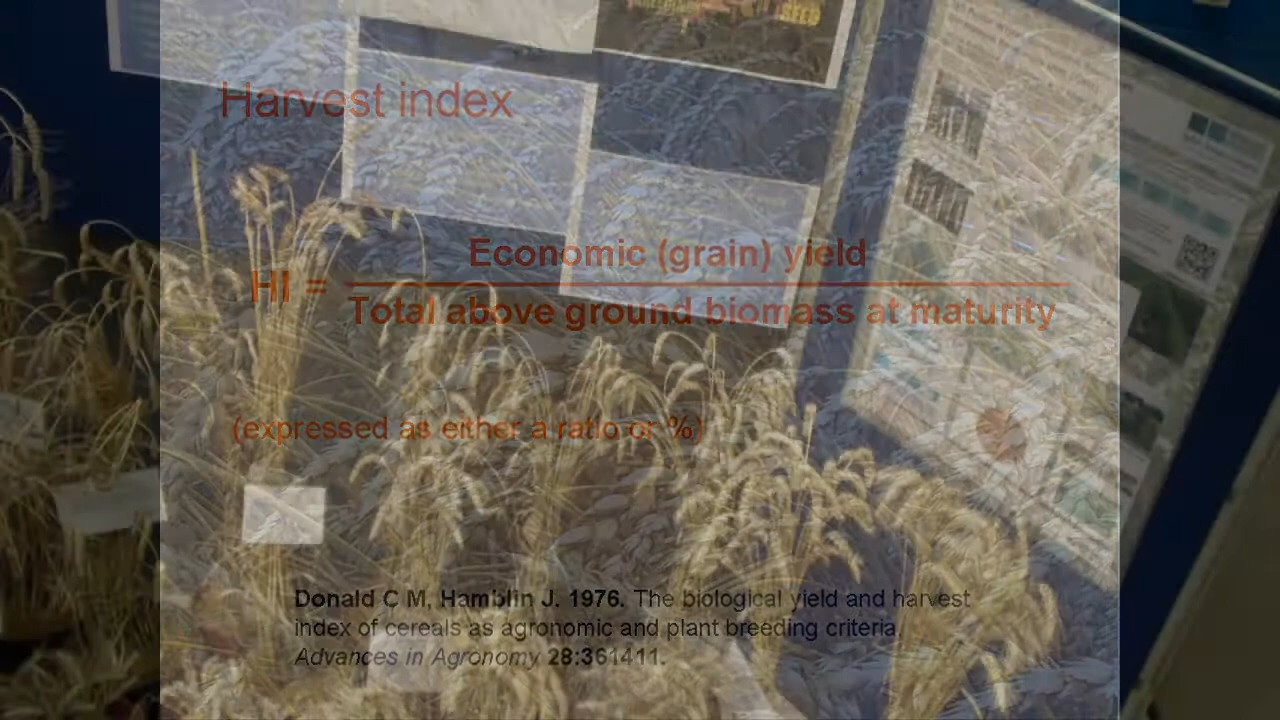 Harvest index
Economic (grain) yield
HI =
Total above ground biomass at maturity
(expressed as either a ratio or %)
Donald C M, Hamblin J. 1976. The biological yield and harvest
index of cereals as agronomic and plant breeding criteria.
Advances in Agronomy 28:361411.